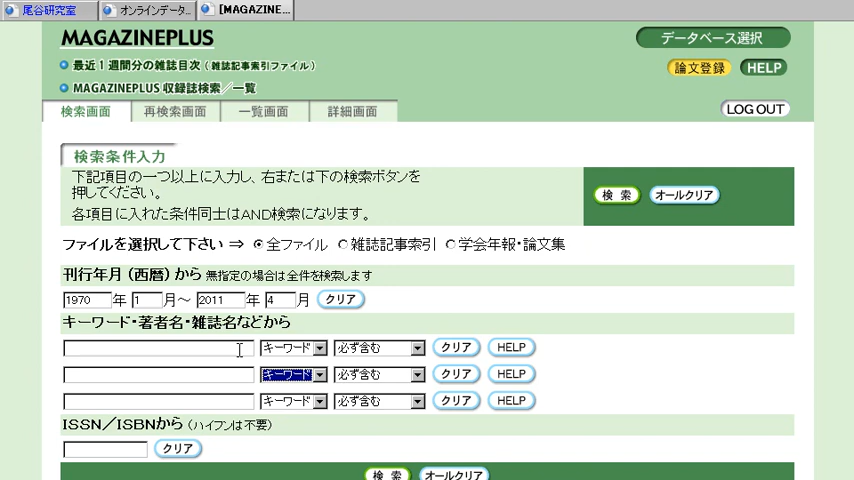 尾谷研究室 オンラインデータ... [MAGAZINE...
MAGAZINEPLUS データベース選択
最近1週間分の雑誌目次(雑誌記事索引ファイル) 論文登録 HELP
MAGAZINEPLUS 収録誌検索/一覧
検索画面 再検索画面 一覧画面 詳細画面 LOG OUT
検索条件入力
下記項目の一つ以上に入力し、右または下の検索ボタンを
押してください。 検 索 オールクリア
各項目に入れた条件同士はAND検索になります。
ファイルを選択して下さい ⇒ 全ファイル 雑誌記事索引 学会年報・論文集
刊行年月(西暦)から 無指定の場合は全件を検索します
1970 年 1 月~ 2011 年 4 月 クリア
キーワード・著者名・雑誌名などから
キーワード 必ず含む クリア HELP
キーワード 必ず含む クリア HELP
キーワード 必ず含む クリア HELP
ISSN/ISBNから (ハイフンは不要)
クリア
検 索 オールクリア